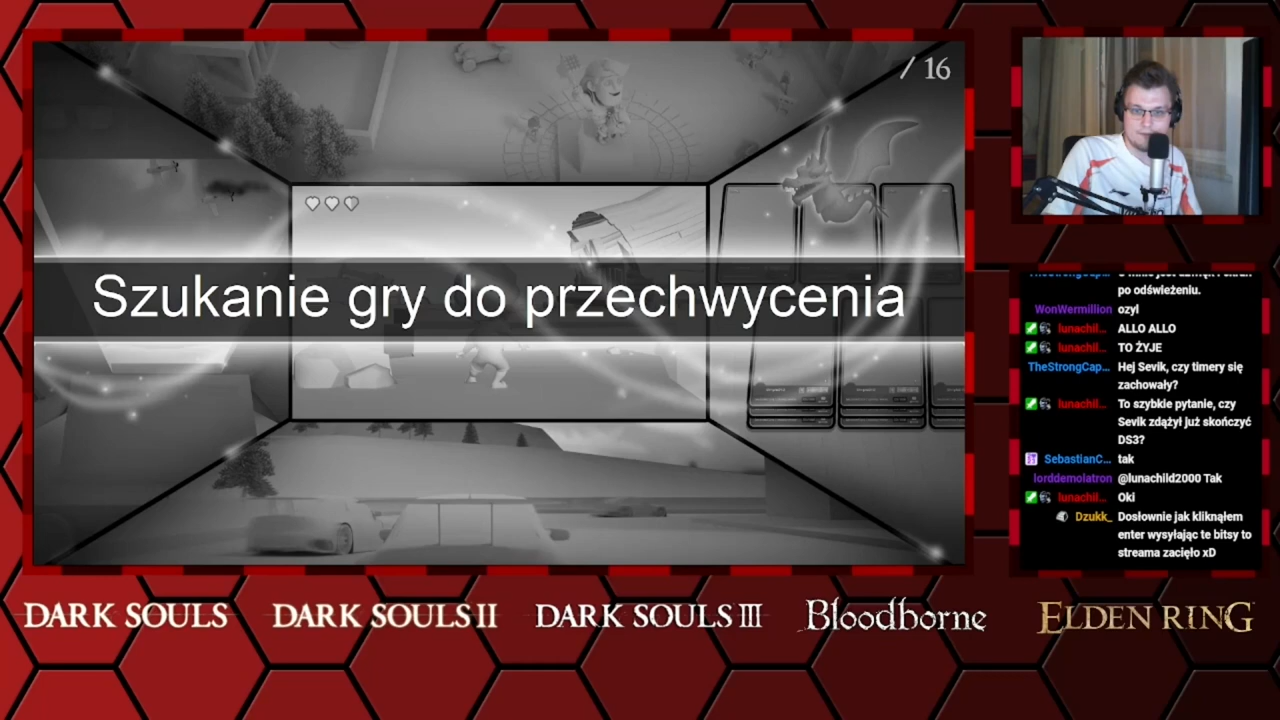 / 16
Szukanie gry do przechwycenia
po odświeżeniu.
WonWermillion ozyl
lunachil... ALLO ALLO
lunachil... TO ŻYJE
TheStrongCap... Hej Sevik, czy timery się
zachowały?
lunachil... To szybkie pytanie, czy
Sevik zdążył już skończyć
DS3?
SebastianC... tak
lorddemolatron @lunachild2000 Tak
lunachil... Oki
Dzukk_ Dosłownie jak kliknąłem
enter wysyłając te bitsy to
streama zacięło xD
DARK SOULS
DARK SOULS II
DARK SOULS III
Bloodborne
ELDEN RING